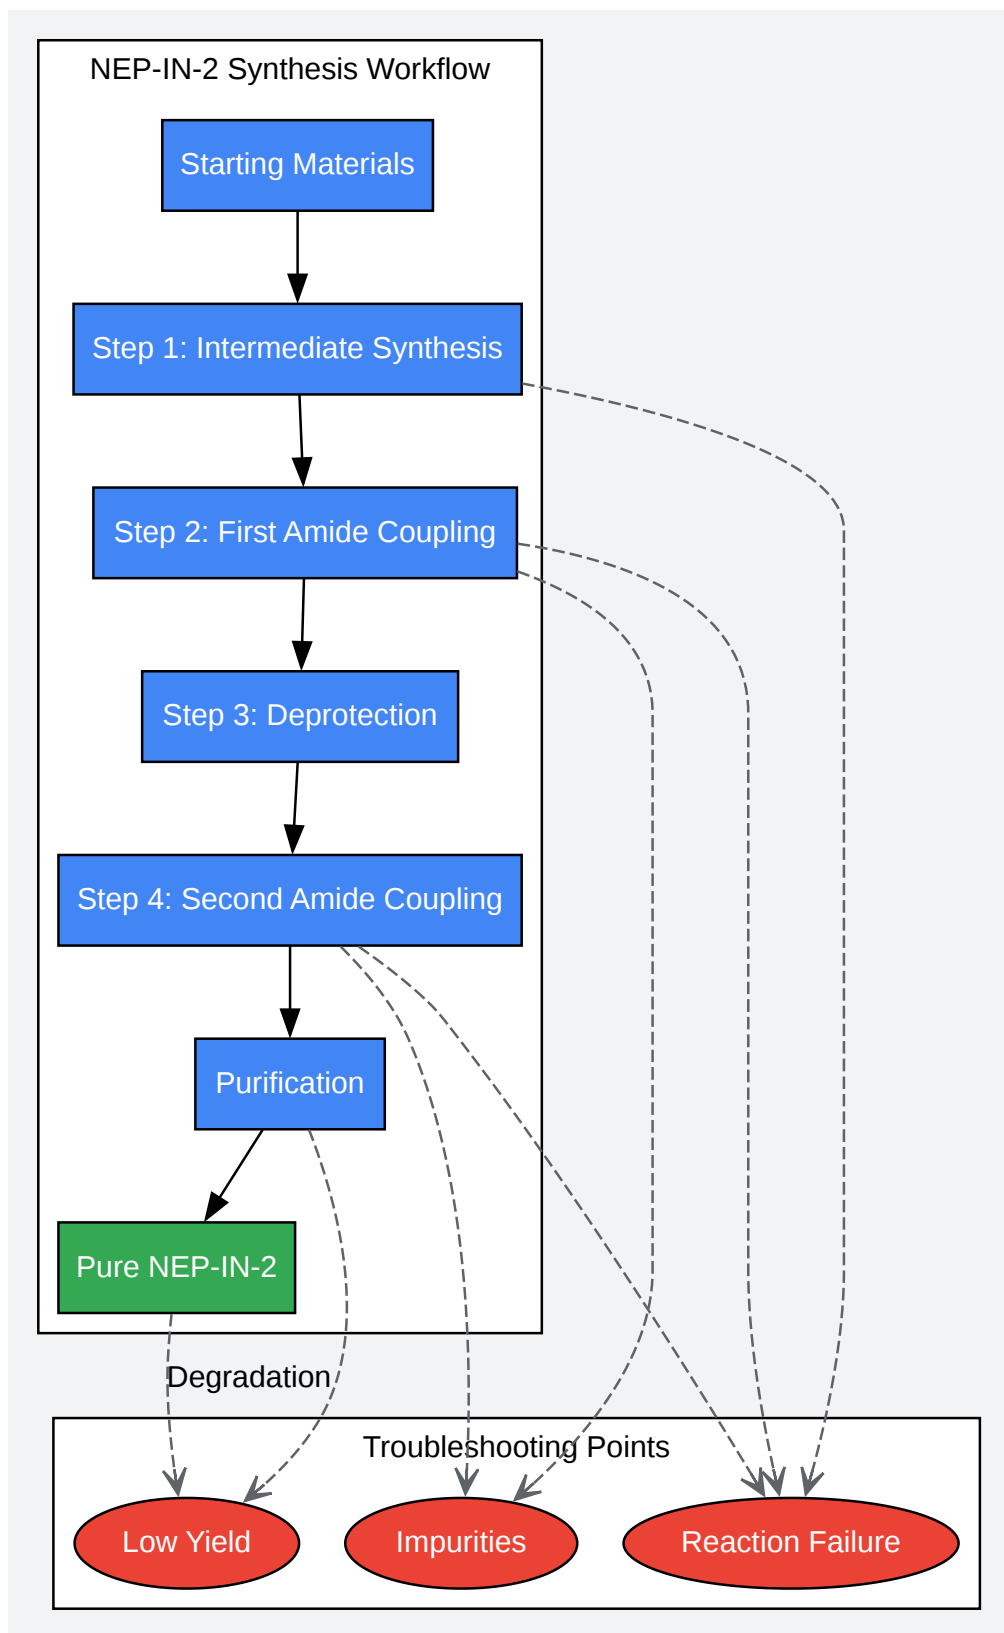 NEP-IN-2 Synthesis Workflow
Starting Materials
Step 1: Intermediate Synthesis
Step 2: First Amide Coupling
Step 3: Deprotection
Step 4: Second Amide Coupling
Purification
Pure NEP-IN-2
Degradation
Troubleshooting Points
Low Yield
Impurities
Reaction Failure